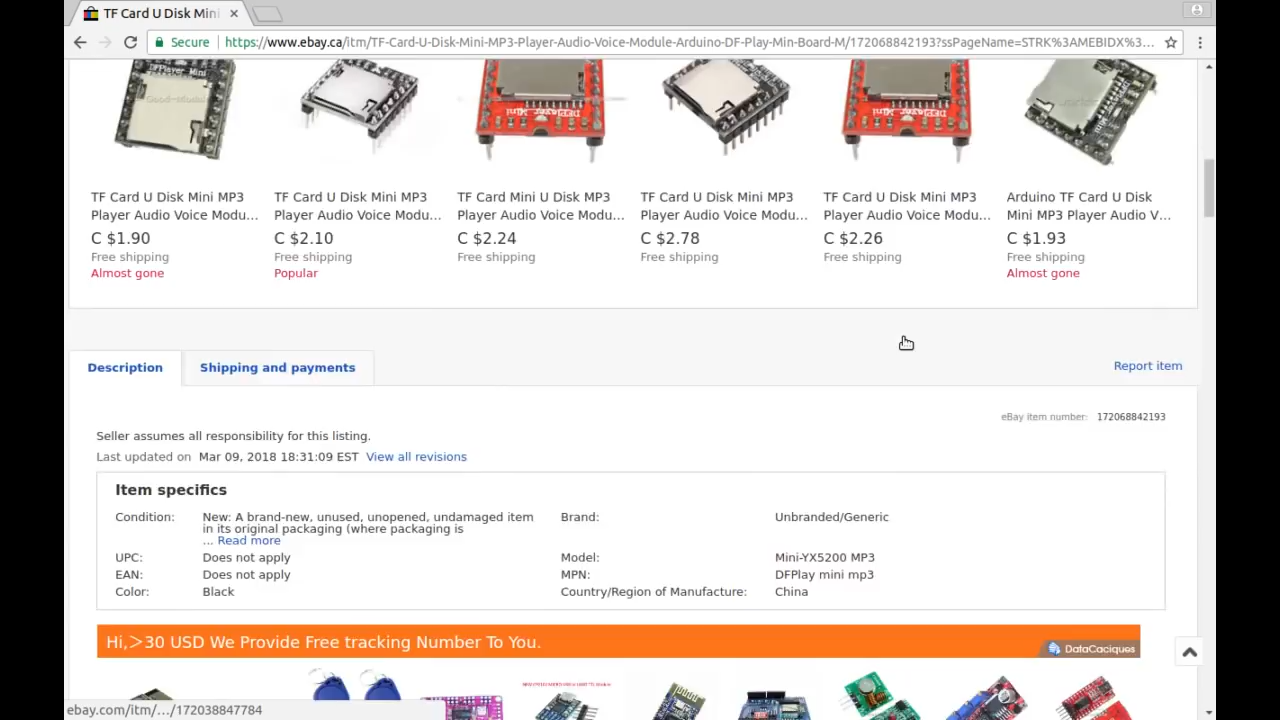 TF Card U Disk Mini
Secure
https://www.ebay.ca/itm/TF-Card-U-Disk-Mini-MP3-Player-Audio-Voice-Module-Arduino-DF-Play-Min-Board-M/172068842193?ssPageName=STRK%3AMEBIDX%3...
DFPlayer Mini
DFPlayer Mini
DFPlayer Mini
TF Card U Disk Mini MP3
Player Audio Voice Modu...
C $1.90
Free shipping
Almost gone
TF Card U Disk Mini MP3
Player Audio Voice Modu...
C $2.10
Free shipping
Popular
TF Card Mini U Disk MP3
Player Audio Voice Modu...
C $2.24
Free shipping
TF Card U Disk Mini MP3
Player Audio Voice Modu...
C $2.78
Free shipping
TF Card U Disk Mini MP3
Player Audio Voice Modu...
C $2.26
Free shipping
Arduino TF Card U Disk
Mini MP3 Player Audio V...
C $1.93
Free shipping
Almost gone
Description
Shipping and payments
Report item
eBay item number: 172068842193
Seller assumes all responsibility for this listing.
Last updated on Mar 09, 2018 18:31:09 EST View all revisions
Item specifics
Condition: New: A brand-new, unused, unopened, undamaged item
in its original packaging (where packaging is
... Read more
Brand: Unbranded/Generic
UPC: Does not apply
Model: Mini-YX5200 MP3
EAN: Does not apply
MPN: DFPlay mini mp3
Color: Black
Country/Region of Manufacture: China
Hi,>30 USD We Provide Free tracking Number To You.
DataCaciques
ebay.com/itm/.../172038847784